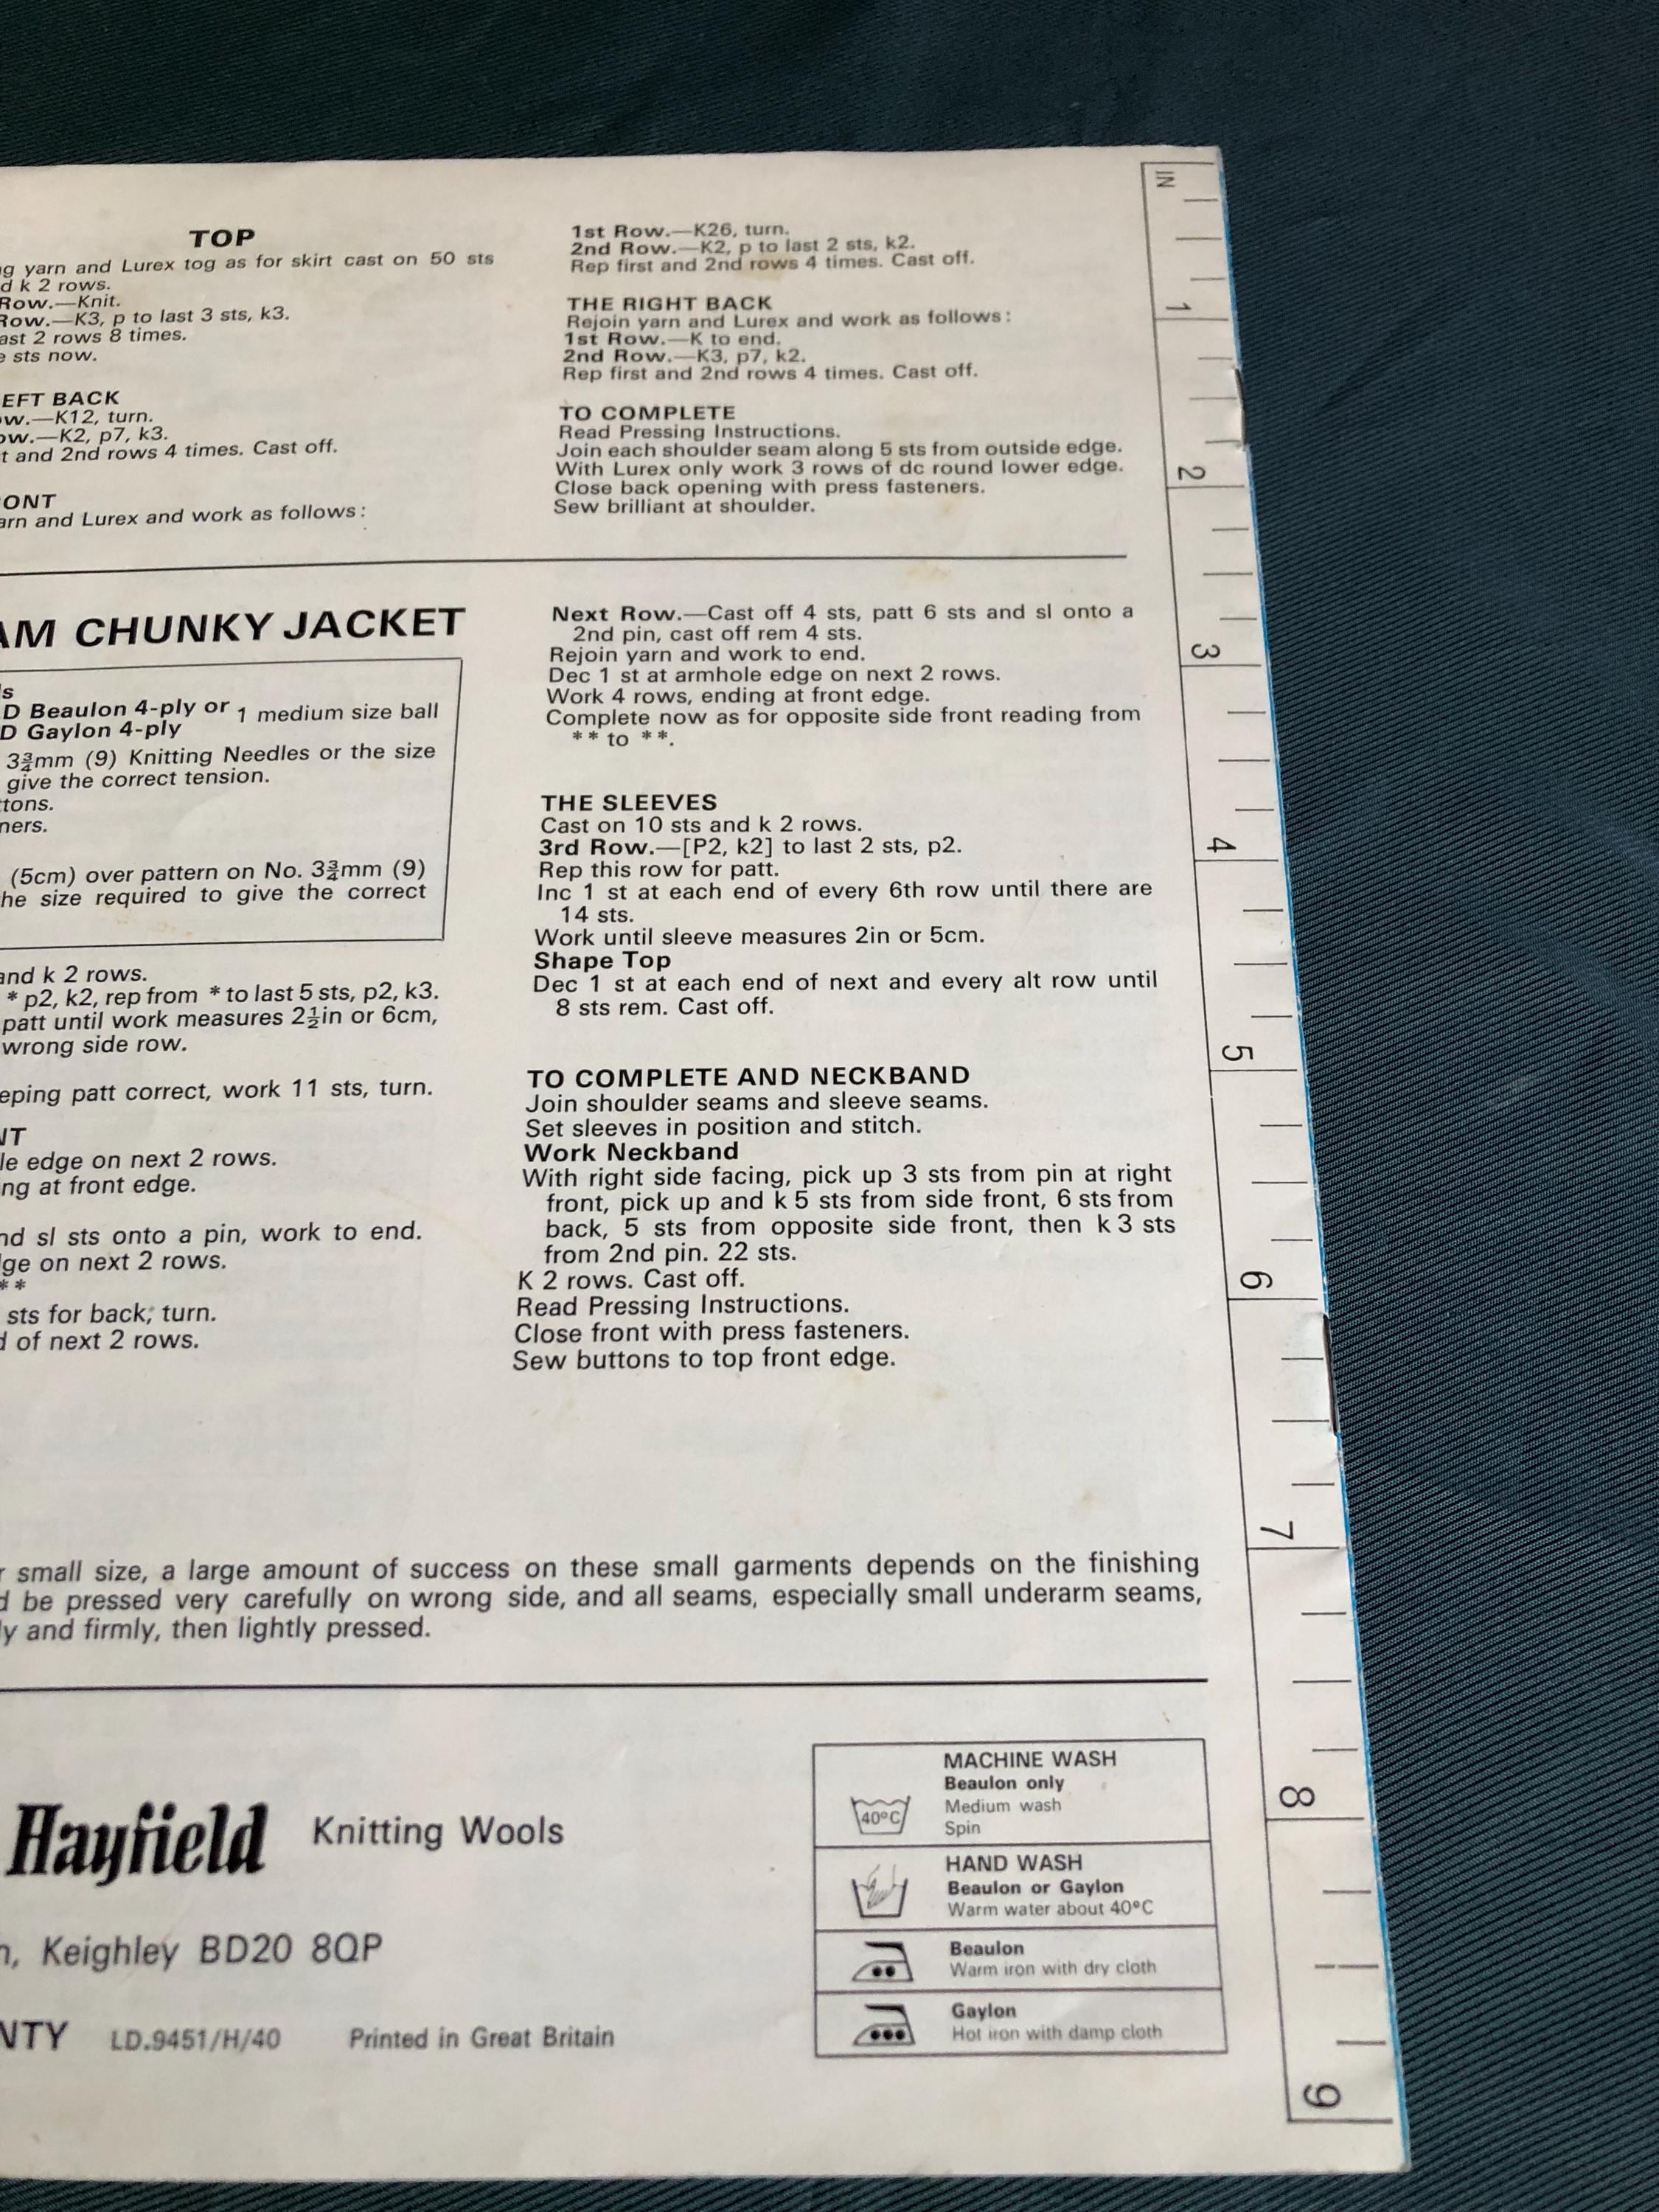 TOP
yarn and Lurex tog as for skirt cast on 50 sts
k 2 rows.
Row.—Knit.
Row.—K3, p to last 3 sts, k3.
2 rows 8 times.
sts now.
BACK
K12, turn.
K2, p7, k3.
and 2nd rows 4 times. Cast off.
and Lurex and work as follows:
1st Row.—K26, turn.
2nd Row.—K2, p to last 2 sts, k2.
Rep first and 2nd rows 4 times. Cast off.
THE RIGHT BACK
Rejoin yarn and Lurex and work as follows:
1st Row.—K to end.
2nd Row.—K3, p7, k2.
Rep first and 2nd rows 4 times. Cast off.
TO COMPLETE
Read Pressing Instructions.
Join each shoulder seam along 5 sts from outside edge.
With Lurex only work 3 rows of dc round lower edge.
Close back opening with press fasteners.
Sew brilliant at shoulder.
CHUNKY JACKET
Beaulon 4-ply or 1 medium size ball
Gaylon 4-ply
3¾mm (9) Knitting Needles or the size
give the correct tension.
(5cm) over pattern on No. 3¾mm (9)
size required to give the correct
and k 2 rows.
* p2, k2, rep from * to last 5 sts, p2, k3.
patt until work measures 2½in or 6cm,
wrong side row.
patt correct, work 11 sts, turn.
edge on next 2 rows.
at front edge.
sl sts onto a pin, work to end.
on next 2 rows.
**
sts for back, turn.
of next 2 rows.
Next Row.—Cast off 4 sts, patt 6 sts and sl onto a
2nd pin, cast off rem 4 sts.
Rejoin yarn and work to end.
Dec 1 st at armhole edge on next 2 rows.
Work 4 rows, ending at front edge.
Complete now as for opposite side front reading from
** to **.
THE SLEEVES
Cast on 10 sts and k 2 rows.
3rd Row.—[P2, k2] to last 2 sts, p2.
Rep this row for patt.
Inc 1 st at each end of every 6th row until there are
14 sts.
Work until sleeve measures 2in or 5cm.
Shape Top
Dec 1 st at each end of next and every alt row until
8 sts rem. Cast off.
TO COMPLETE AND NECKBAND
Join shoulder seams and sleeve seams.
Set sleeves in position and stitch.
Work Neckband
With right side facing, pick up 3 sts from pin at right
front, pick up and k 5 sts from side front, 6 sts from
back, 5 sts from opposite side front, then k 3 sts
from 2nd pin. 22 sts.
K 2 rows. Cast off.
Read Pressing Instructions.
Close front with press fasteners.
Sew buttons to top front edge.
small size, a large amount of success on these small garments depends on the finishing
be pressed very carefully on wrong side, and all seams, especially small underarm seams,
and firmly, then lightly pressed.
Hayfield Knitting Wools
Keighley BD20 8QP
LD.9451/H/40 Printed in Great Britain
MACHINE WASH
Beaulon only
40°C
Medium wash
Spin
HAND WASH
Beaulon or Gaylon
Warm water about 40°C
Beaulon
Warm iron with dry cloth
Gaylon
Hot iron with damp cloth
IN
1
2
3
4
5
6
7
8
9